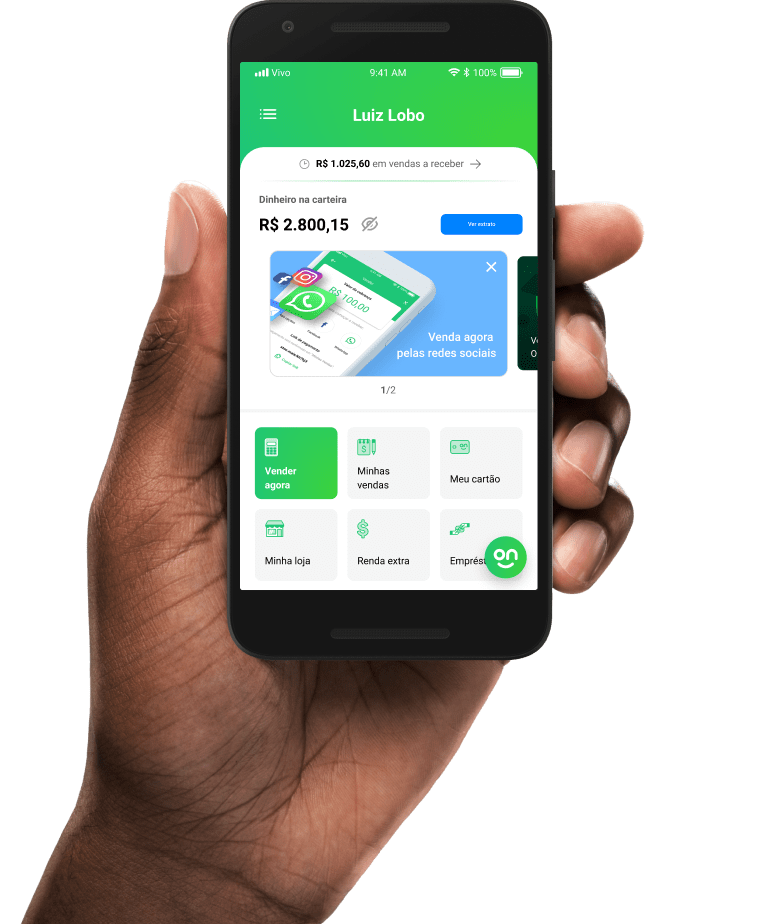 Vivo 9:41 AM 100%
Luiz Lobo
R$ 1.025,60 em vendas a receber
Dinheiro na carteira
R$ 2.800,15
Ver extrato
R$ 100,00
Venda agora
pelas redes sociais
1/2
Vender
agora
Minhas
vendas
Meu cartão
Minha loja
Renda extra
Emprést
on